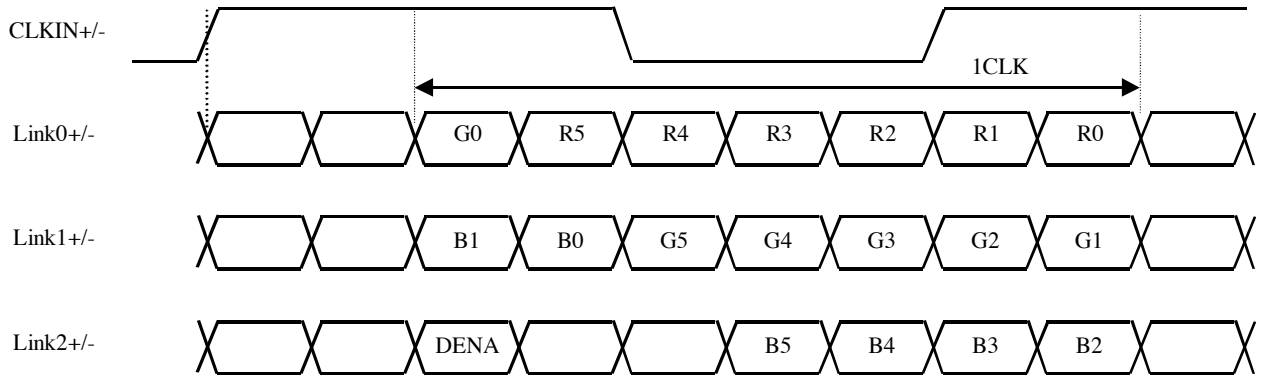 CLKIN+/-
1CLK
Link0+/- G0 R5 R4 R3 R2 R1 R0
Link1+/- B1 B0 G5 G4 G3 G2 G1
Link2+/- DENA B5 B4 B3 B2